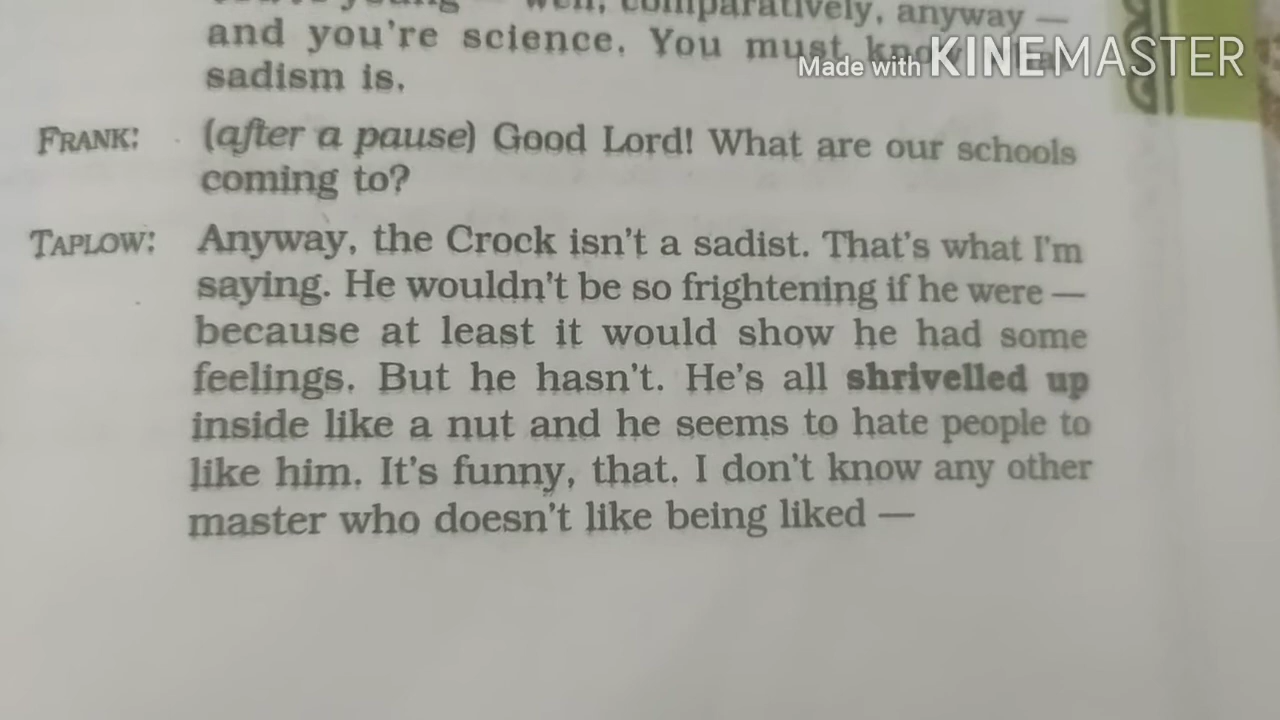 well, comparatively, anyway —
and you're science. You must know
sadism is.
Made with KINEMASTER
FRANK: (after a pause) Good Lord! What are our schools
coming to?
TAPLOW: Anyway, the Crock isn't a sadist. That's what I'm
saying. He wouldn't be so frightening if he were —
because at least it would show he had some
feelings. But he hasn't. He's all shrivelled up
inside like a nut and he seems to hate people to
like him. It's funny, that. I don't know any other
master who doesn't like being liked —